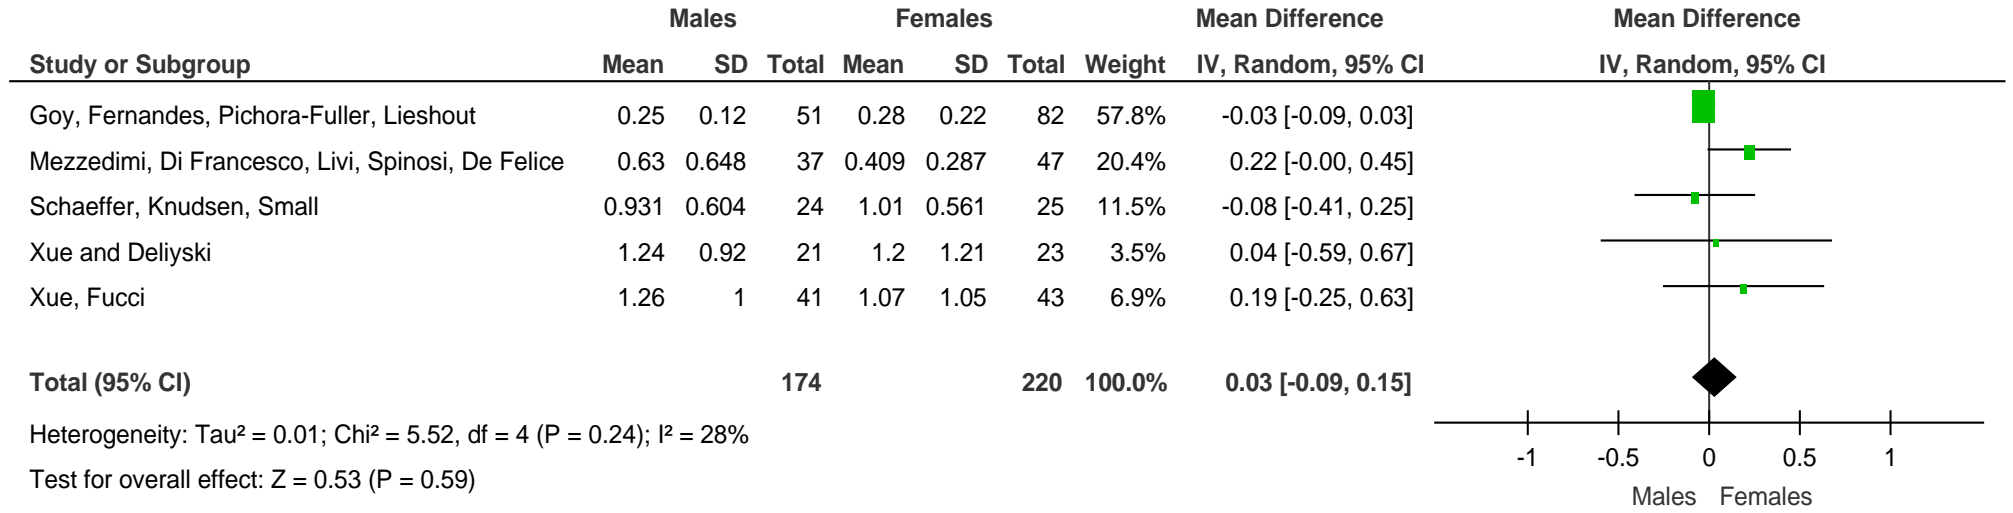 Males Females Mean Difference Mean Difference
Study or Subgroup Mean SD Total Mean SD Total Weight IV, Random, 95% CI IV, Random, 95% CI
Goy, Fernandes, Pichora-Fuller, Lieshout 0.25 0.12 51 0.28 0.22 82 57.8% -0.03 [-0.09, 0.03]
Mezzedimi, Di Francesco, Livi, Spinosi, De Felice 0.63 0.648 37 0.409 0.287 47 20.4% 0.22 [-0.00, 0.45]
Schaeffer, Knudsen, Small 0.931 0.604 24 1.01 0.561 25 11.5% -0.08 [-0.41, 0.25]
Xue and Deliyski 1.24 0.92 21 1.2 1.21 23 3.5% 0.04 [-0.59, 0.67]
Xue, Fucci 1.26 1 41 1.07 1.05 43 6.9% 0.19 [-0.25, 0.63]
Total (95% CI) 174 220 100.0% 0.03 [-0.09, 0.15]
Heterogeneity: Tau² = 0.01; Chi² = 5.52, df = 4 (P = 0.24); I² = 28%
Test for overall effect: Z = 0.53 (P = 0.59)
-1 -0.5 0 0.5 1
Males Females